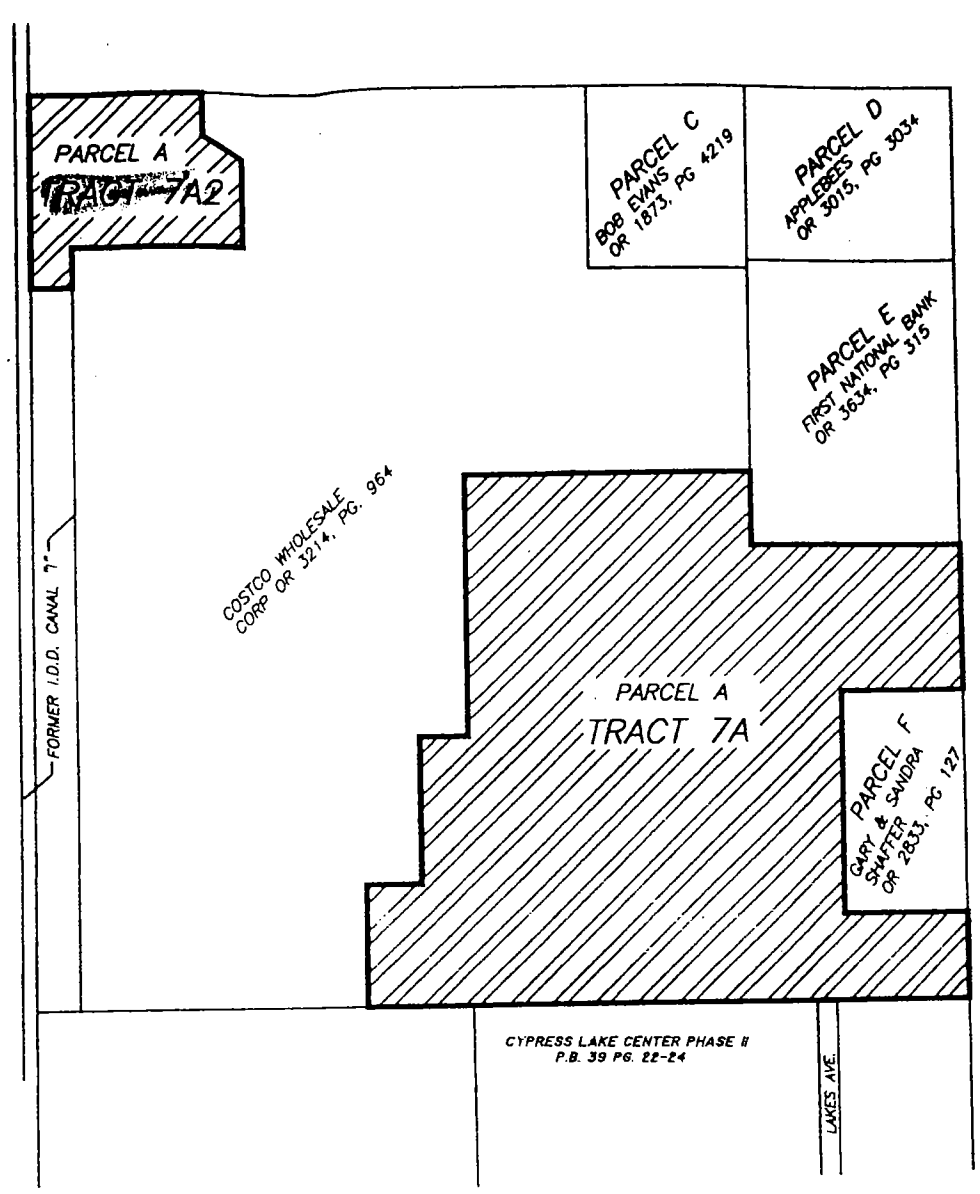 PARCEL A
TRACT 7A2
PARCEL C
BOB EVANS
OR 1873, PG 4219
PARCEL D
APPLEBEES
OR 3015, PG 3034
PARCEL E
FIRST NATIONAL BANK
OR 3634, PG 315
COSTCO WHOLESALE
CORP OR 3214, PG. 964
FORMER I.D.D. CANAL "I"
PARCEL A
TRACT 7A
PARCEL F
GARY & SANDRA
SHAFFER
OR 2833, PG 127
CYPRESS LAKE CENTER PHASE II
P.B. 39 PG. 22-24
LAKES AVE.